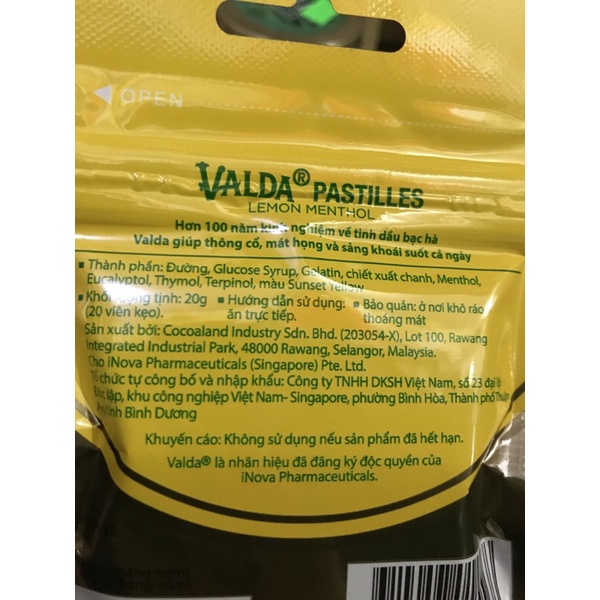 OPEN
VALDA® PASTILLES
LEMON MENTHOL
Hơn 100 năm kinh nghiệm về tinh dầu bạc hà
Valda giúp thông cổ, mát họng và sảng khoái suốt cả ngày
▪ Thành phần: Đường, Glucose Syrup, Gelatin, chiết xuất chanh, Menthol,
Eucalyptol, Thymol, Terpinol, màu Sunset Yellow
▪ Khối lượng tịnh: 20g ▪ Hướng dẫn sử dụng: ▪ Bảo quản: ở nơi khô ráo
(20 viên kẹo). ăn trực tiếp. thoáng mát
Sản xuất bởi: Cocoaland Industry Sdn. Bhd. (203054-X), Lot 100, Rawang
Integrated Industrial Park, 48000 Rawang, Selangor, Malaysia.
Cho iNova Pharmaceuticals (Singapore) Pte. Ltd.
Tổ chức tự công bố và nhập khẩu: Công ty TNHH DKSH Việt Nam, số 23 đại lộ
Độc lập, khu công nghiệp Việt Nam- Singapore, phường Bình Hòa, Thành phố Thuận
An, tỉnh Bình Dương
Khuyến cáo: Không sử dụng nếu sản phẩm đã hết hạn.
Valda® là nhãn hiệu đã đăng ký độc quyền của
iNova Pharmaceuticals.